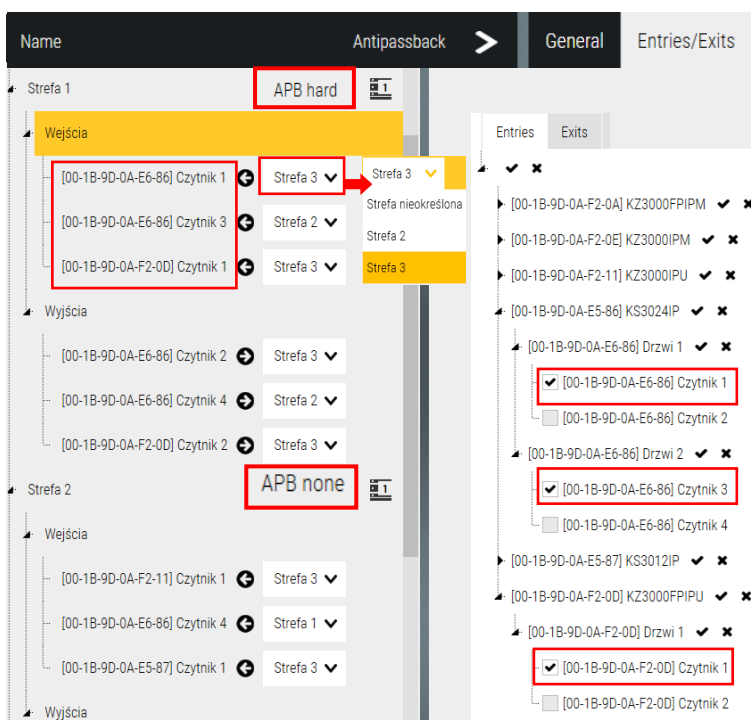 Name Antipassback General Entries/Exits
Strefa 1 APB hard 1
Wejścia
[00-1B-9D-0A-E6-86] Czytnik 1 Strefa 3
[00-1B-9D-0A-E6-86] Czytnik 3 Strefa 2
[00-1B-9D-0A-F2-0D] Czytnik 1 Strefa 3
Wyjścia
[00-1B-9D-0A-E6-86] Czytnik 2 Strefa 3
[00-1B-9D-0A-E6-86] Czytnik 4 Strefa 2
[00-1B-9D-0A-F2-0D] Czytnik 2 Strefa 3
Strefa 2 APB none 1
Wejścia
[00-1B-9D-0A-F2-11] Czytnik 1 Strefa 3
[00-1B-9D-0A-E6-86] Czytnik 4 Strefa 1
[00-1B-9D-0A-E5-87] Czytnik 1 Strefa 3
Wyjścia
Strefa 3
Strefa nieokreślona
Strefa 2
Strefa 3
Entries Exits
[00-1B-9D-0A-F2-0A] KZ3000FPIPM
[00-1B-9D-0A-F2-0E] KZ3000IPM
[00-1B-9D-0A-F2-11] KZ3000IPU
[00-1B-9D-0A-E5-86] KS3024IP
[00-1B-9D-0A-E6-86] Drzwi 1
[00-1B-9D-0A-E6-86] Czytnik 1
[00-1B-9D-0A-E6-86] Czytnik 2
[00-1B-9D-0A-E6-86] Drzwi 2
[00-1B-9D-0A-E6-86] Czytnik 3
[00-1B-9D-0A-E6-86] Czytnik 4
[00-1B-9D-0A-E5-87] KS3012IP
[00-1B-9D-0A-F2-0D] KZ3000FPIPU
[00-1B-9D-0A-F2-0D] Drzwi 1
[00-1B-9D-0A-F2-0D] Czytnik 1
[00-1B-9D-0A-F2-0D] Czytnik 2